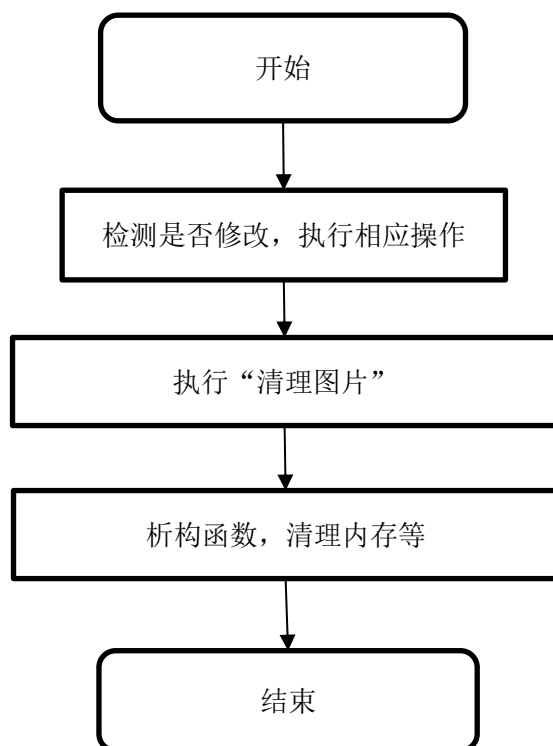 开始
检测是否修改，执行相应操作
执行“清理图片”
析构函数，清理内存等
结束